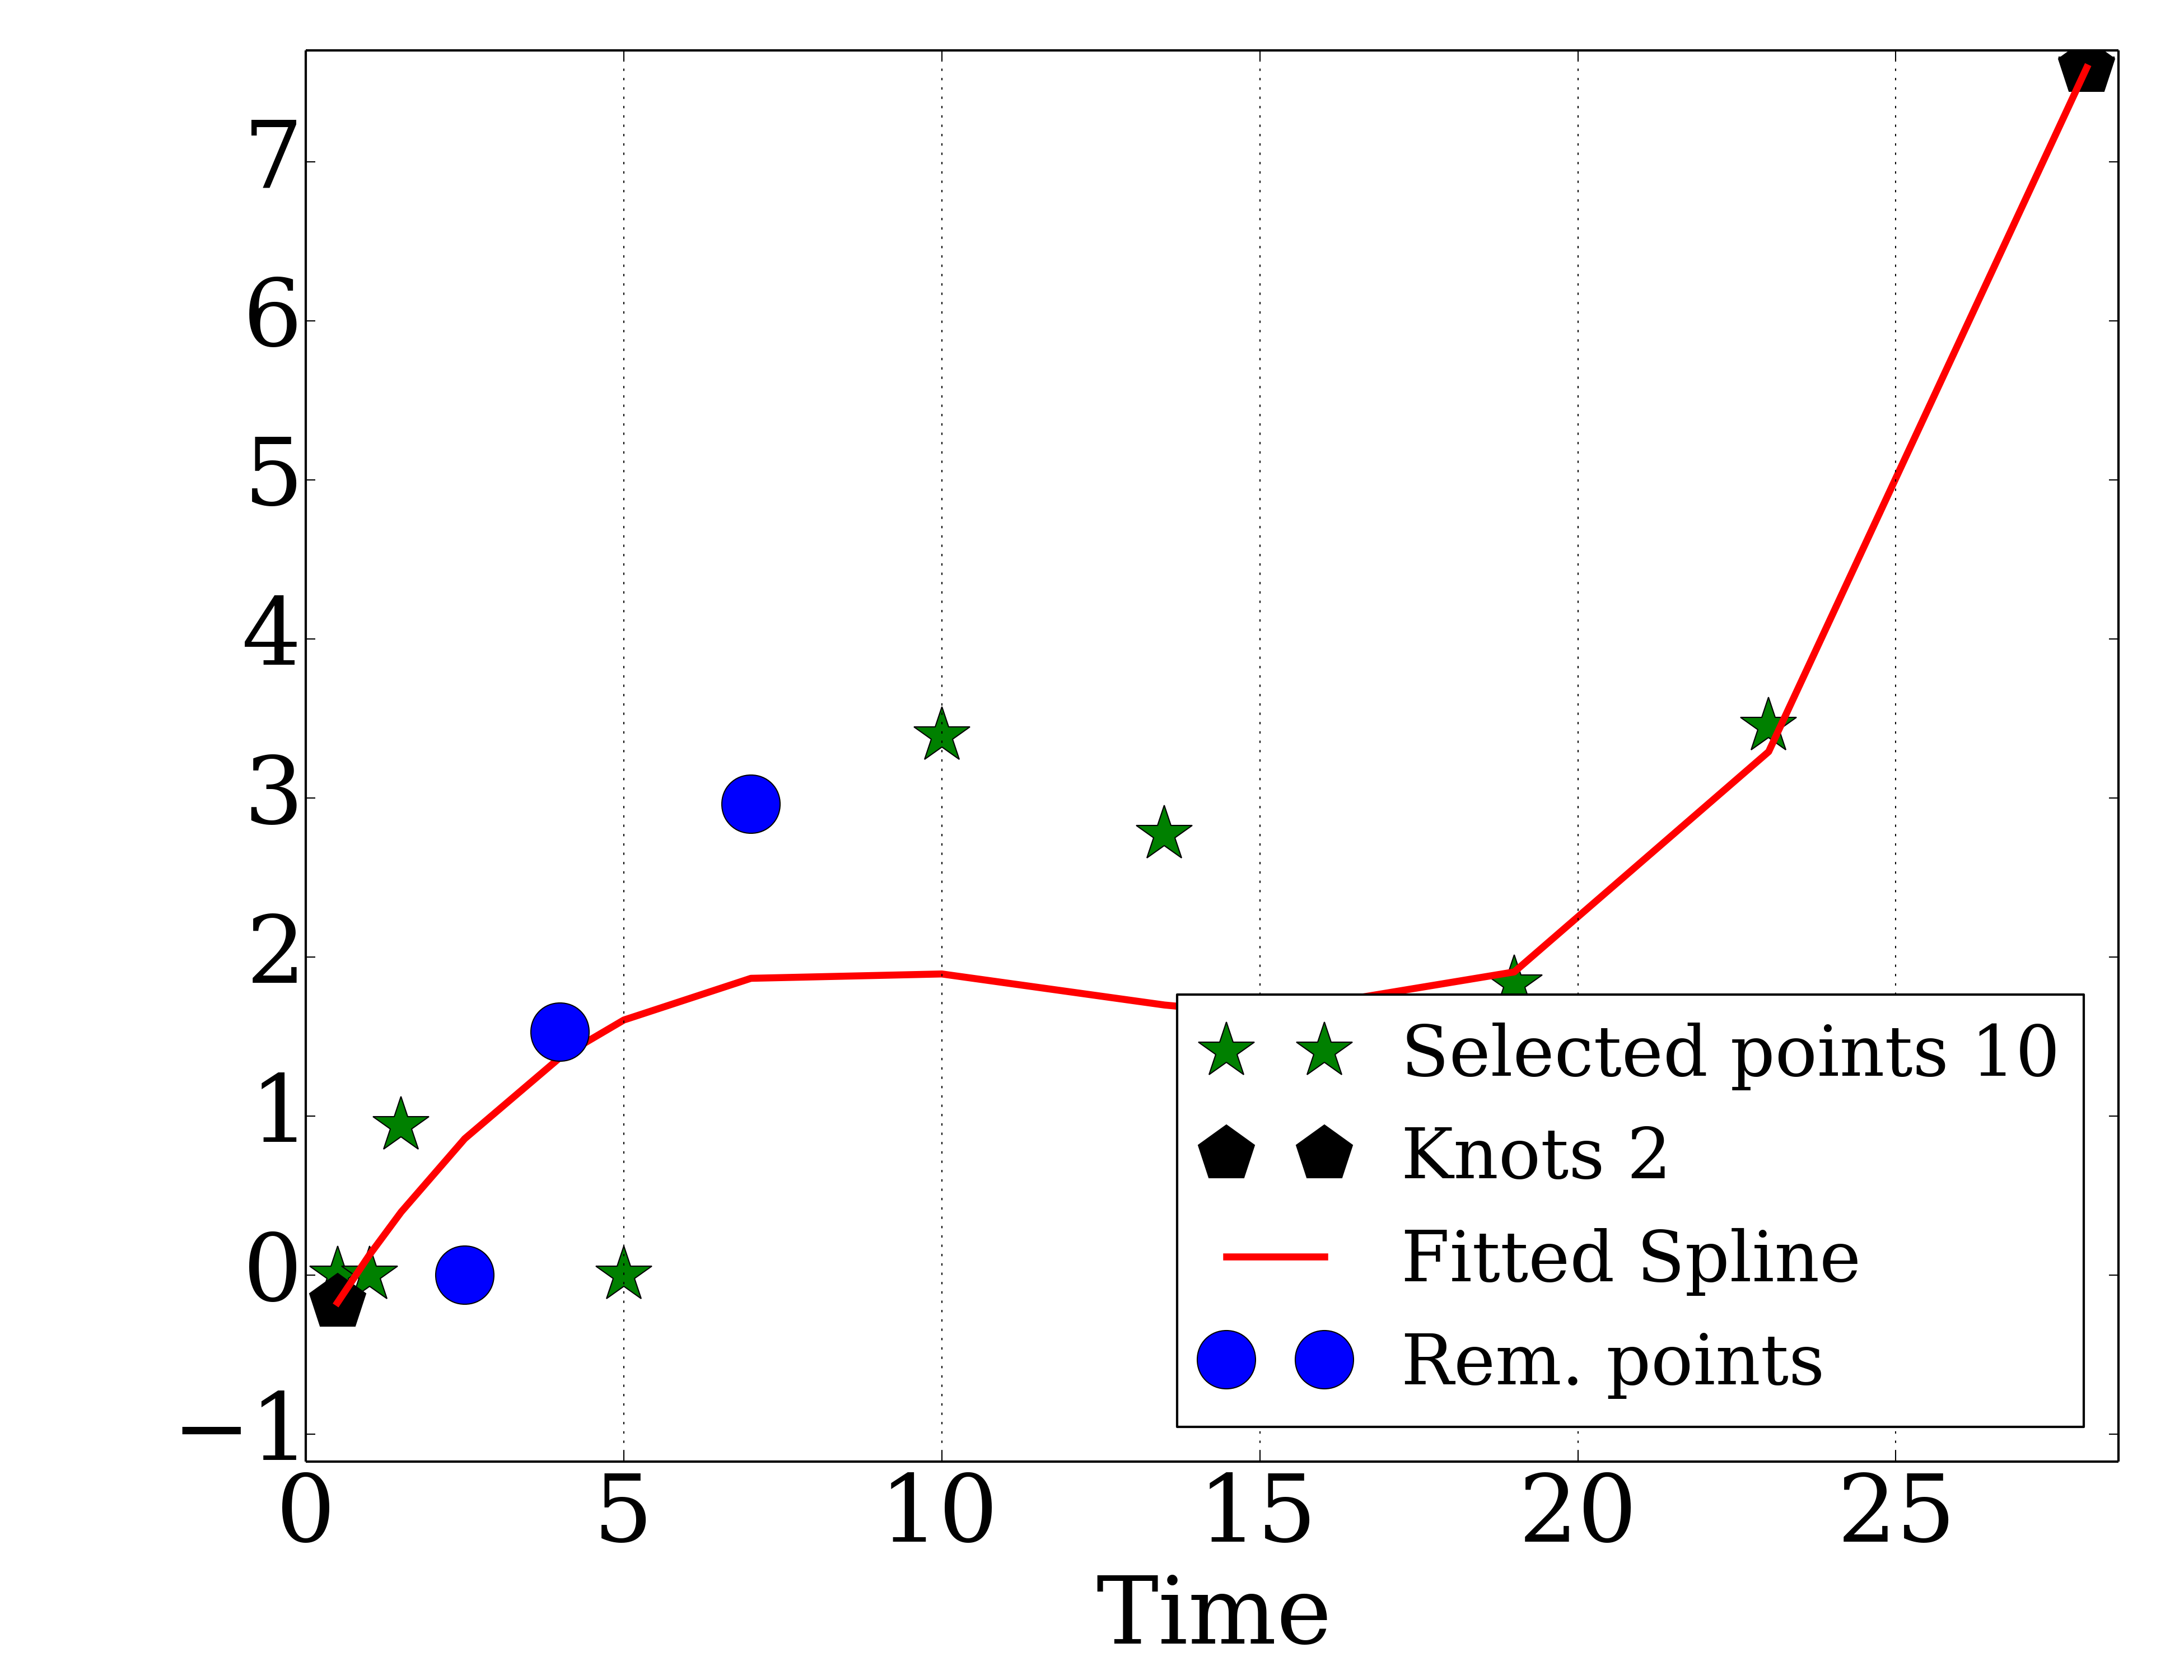 7
6
5
4
3
2
1
0
−1
Selected points 10
Knots 2
Fitted Spline
Rem. points
0 5 10 15 20 25
Time